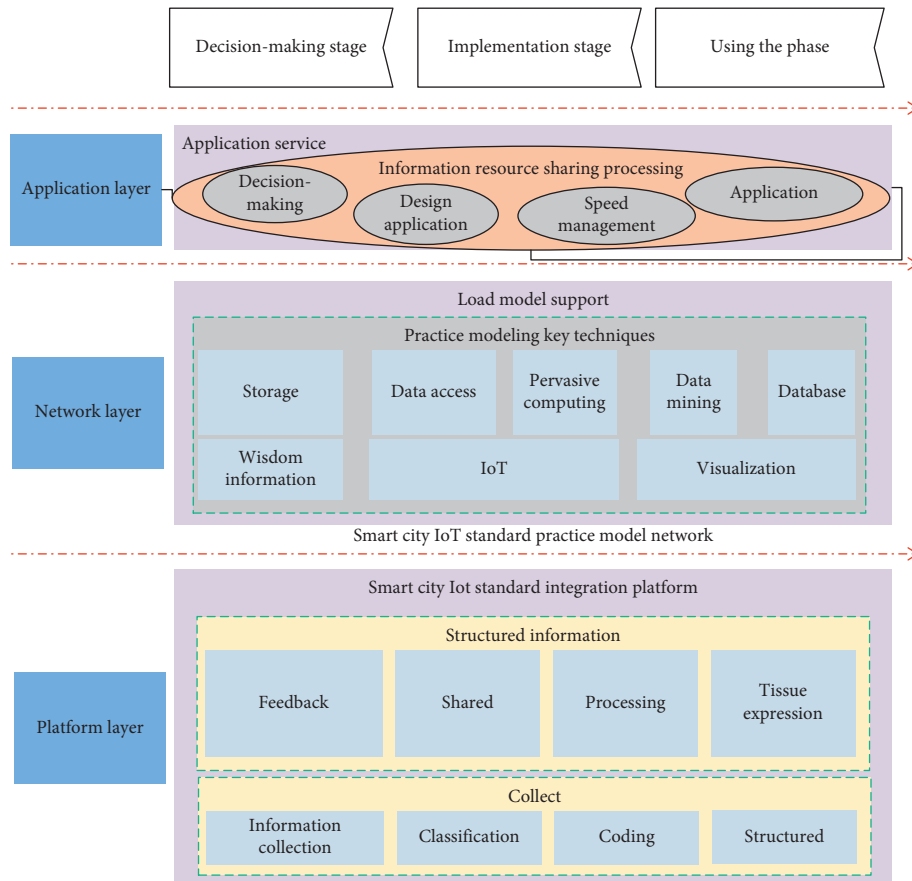 Decision-making stage
Implementation stage
Using the phase
Application layer
Application service
Information resource sharing processing
Decision-
making
Design
application
Speed
management
Application
Network layer
Load model support
Practice modeling key techniques
Storage
Data access
Pervasive
computing
Data
mining
Database
Wisdom
information
IoT
Visualization
Smart city IoT standard practice model network
Platform layer
Smart city Iot standard integration platform
Structured information
Feedback
Shared
Processing
Tissue
expression
Collect
Information
collection
Classification
Coding
Structured